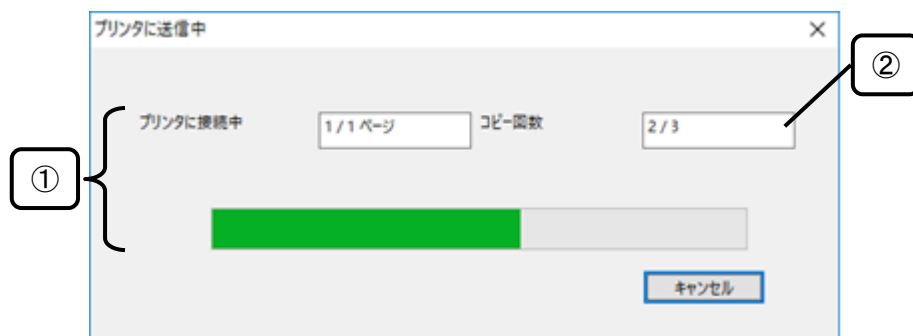 プリンタに送信中
②
プリンタに接続中 1 / 1 ページ コピー回数 2 / 3
①
キャンセル